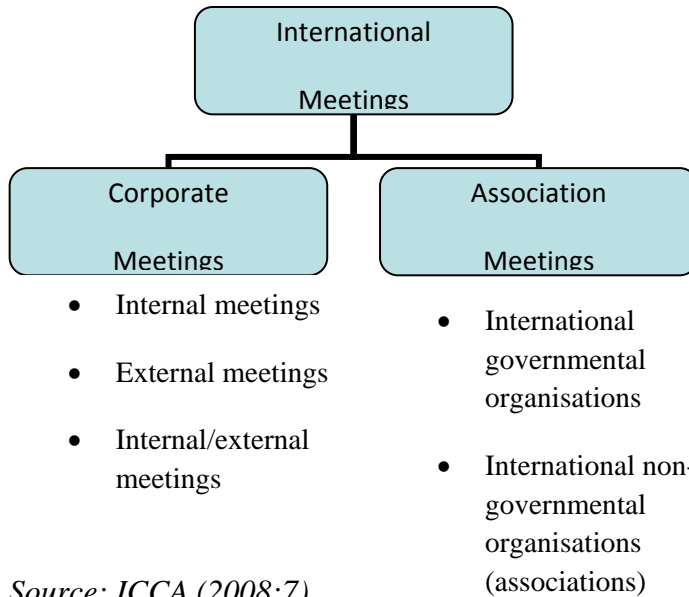 International
Meetings
Corporate
Meetings
Association
Meetings
• Internal meetings
• External meetings
• Internal/external
meetings
• International
governmental
organisations
• International non-
governmental
organisations
(associations)
Source: ICCA (2008:7)